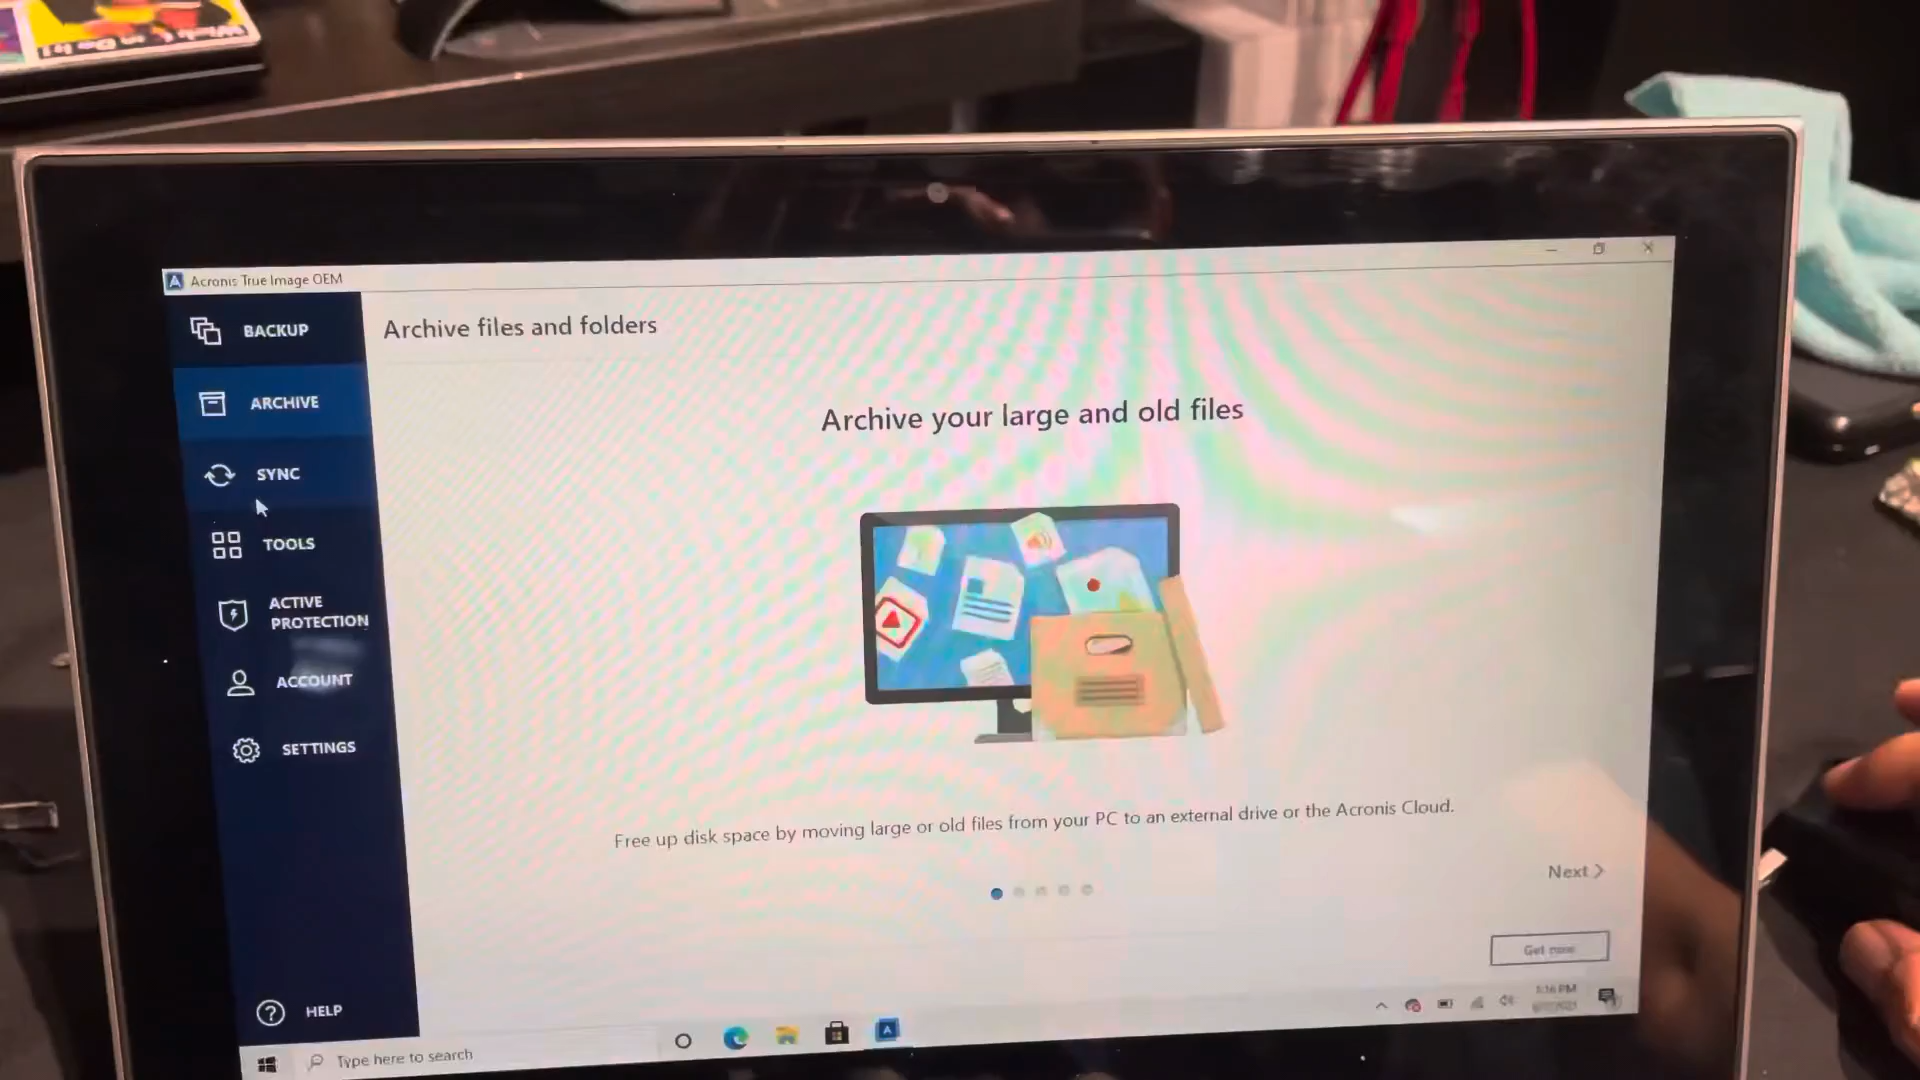 Acronis True Image OEM
BACKUP
Archive files and folders
ARCHIVE
Archive your large and old files
SYNC
TOOLS
ACTIVE
PROTECTION
ACCOUNT
SETTINGS
Free up disk space by moving large or old files from your PC to an external drive or the Acronis Cloud.
Next
Get now
HELP
Type here to search